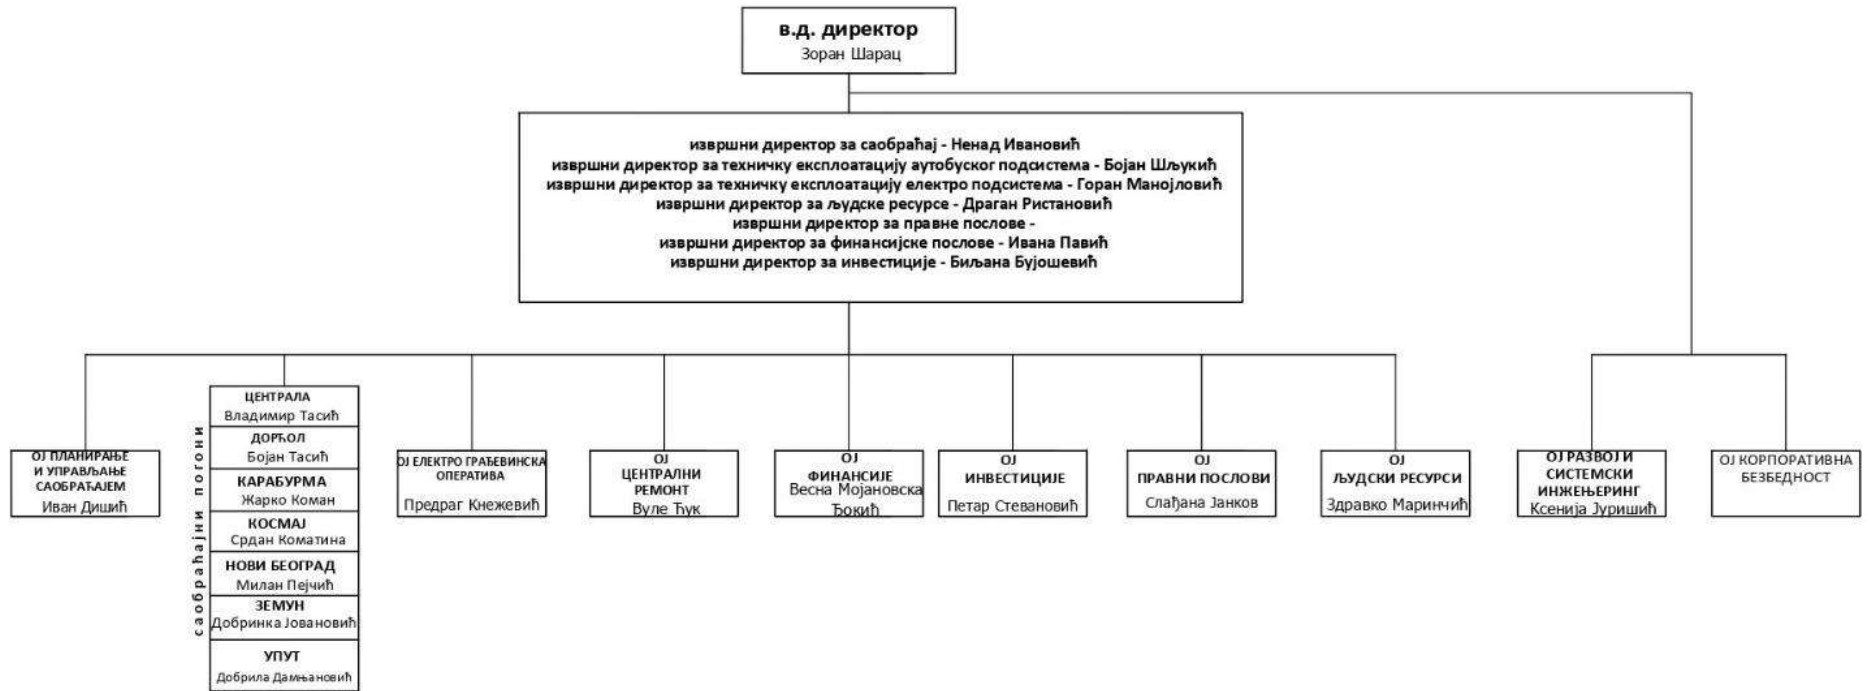 в.д. директор
Зоран Шарац
извршни директор за саобраћај - Ненад Ивановић
извршни директор за техничку експлоатацију аутобуског подсистема - Бојан Шљукић
извршни директор за техничку експлоатацију електро подсистема - Горан Манојловић
извршни директор за људске ресурсе - Драган Ристановић
извршни директор за правне послове -
извршни директор за финансијске послове - Ивана Павић
извршни директор за инвестиције - Биљана Бујошевић
ОЈ ПЛАНИРАЊЕ
И УПРАВЉАЊЕ
САОБРАЋАЈЕМ
Иван Дишић
саобраћајни погони
ЦЕНТРАЛА
Владимир Тасић
ДОРЋОЛ
Бојан Тасић
КАРАБУРМА
Жарко Коман
КОСМАЈ
Срдан Коматина
НОВИ БЕОГРАД
Милан Пејчић
ЗЕМУН
Добринка Јовановић
УПУТ
Добрила Дамњановић
ОЈ ЕЛЕКТРО ГРАЂЕВИНСКА
ОПЕРАТИВА
Предраг Кнежевић
ОЈ
ЦЕНТРАЛНИ
РЕМОНТ
Вуле Ћук
ОЈ
ФИНАНСИЈЕ
Весна Мојановска
Ђокић
ОЈ
ИНВЕСТИЦИЈЕ
Петар Стевановић
ОЈ
ПРАВНИ ПОСЛОВИ
Слађана Јанков
ОЈ
ЉУДСКИ РЕСУРСИ
Здравко Маринчић
ОЈ РАЗВОЈ И
СИСТЕМСКИ
ИНЖЕЊЕРИНГ
Ксенија Јуришић
ОЈ КОРПОРАТИВНА
БЕЗБЕДНОСТ